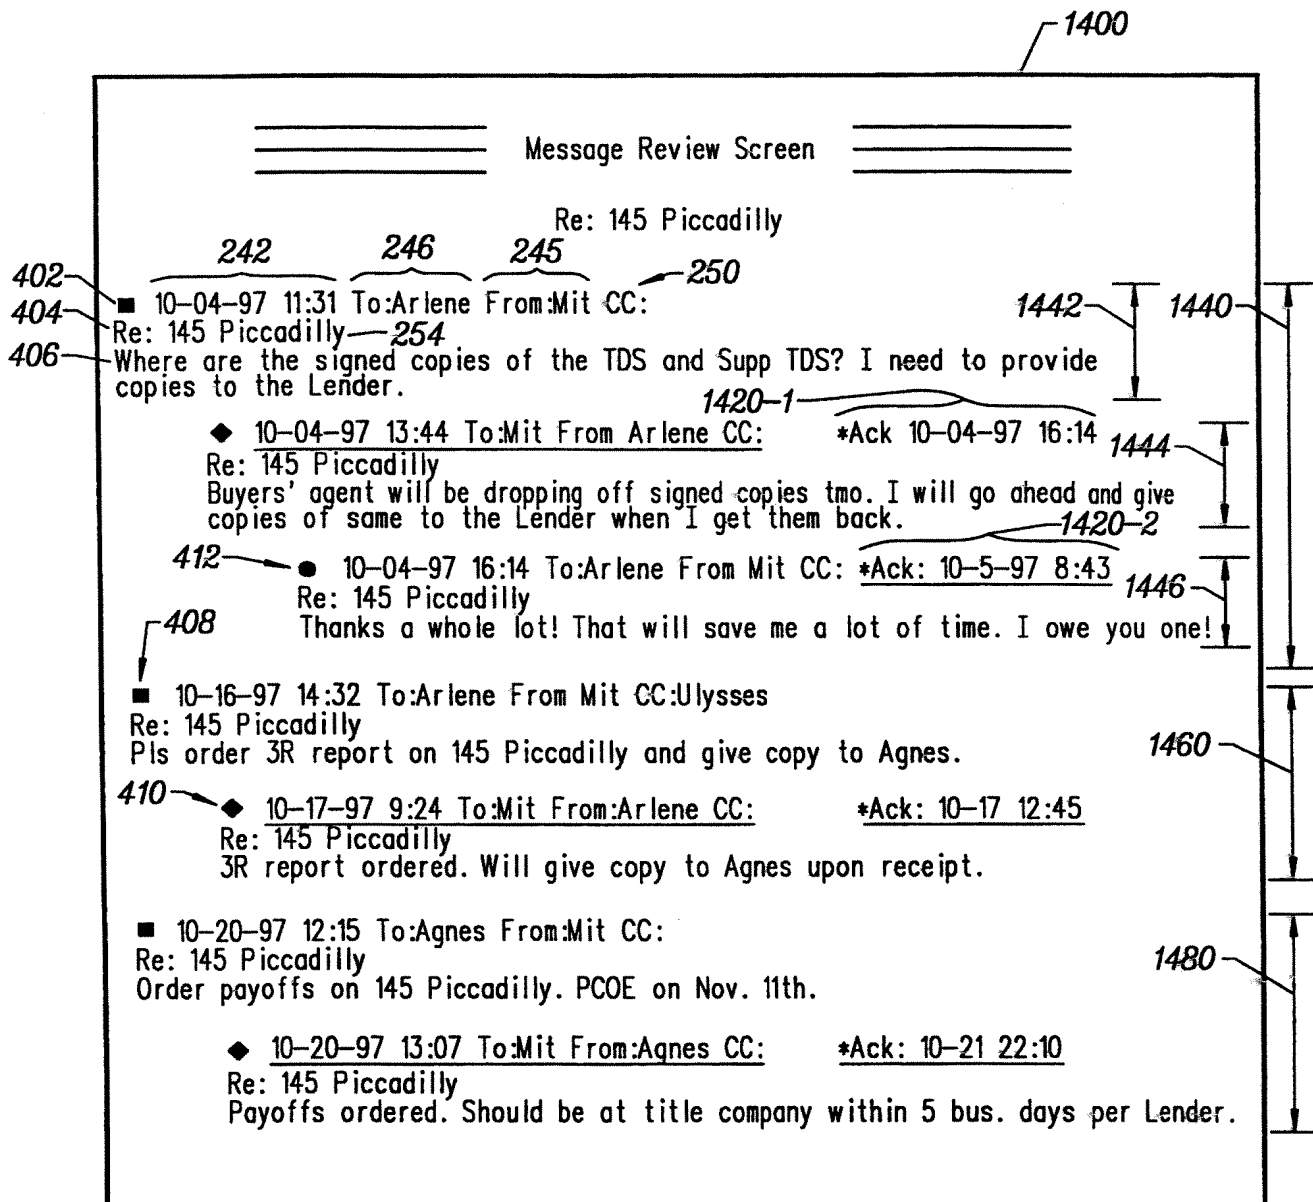 1400
Message Review Screen
Re: 145 Piccadilly
242 246 245 250
402
■ 10-04-97 11:31 To:Arlene From:Mit CC:
1442 1440
404 Re: 145 Piccadilly 254
406 Where are the signed copies of the TDS and Supp TDS? I need to provide
copies to the Lender.
1420-1
◆ 10-04-97 13:44 To:Mit From Arlene CC: *Ack 10-04-97 16:14
1444
Re: 145 Piccadilly
Buyers' agent will be dropping off signed copies tmo. I will go ahead and give
copies of same to the Lender when I get them back.
1420-2
412 ● 10-04-97 16:14 To:Arlene From Mit CC: *Ack: 10-5-97 8:43
1446
Re: 145 Piccadilly
Thanks a whole lot! That will save me a lot of time. I owe you one!
408
■ 10-16-97 14:32 To:Arlene From Mit CC:Ulysses
Re: 145 Piccadilly
Pls order 3R report on 145 Piccadilly and give copy to Agnes.
1460
410 ◆ 10-17-97 9:24 To:Mit From:Arlene CC: *Ack: 10-17 12:45
Re: 145 Piccadilly
3R report ordered. Will give copy to Agnes upon receipt.
■ 10-20-97 12:15 To:Agnes From:Mit CC:
Re: 145 Piccadilly
1480
Order payoffs on 145 Piccadilly. PCOE on Nov. 11th.
◆ 10-20-97 13:07 To:Mit From:Agnes CC: *Ack: 10-21 22:10
Re: 145 Piccadilly
Payoffs ordered. Should be at title company within 5 bus. days per Lender.